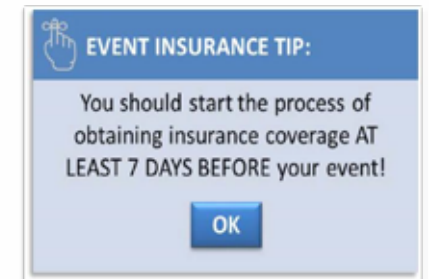 EVENT INSURANCE TIP:
You should start the process of
obtaining insurance coverage AT
LEAST 7 DAYS BEFORE your event!
OK